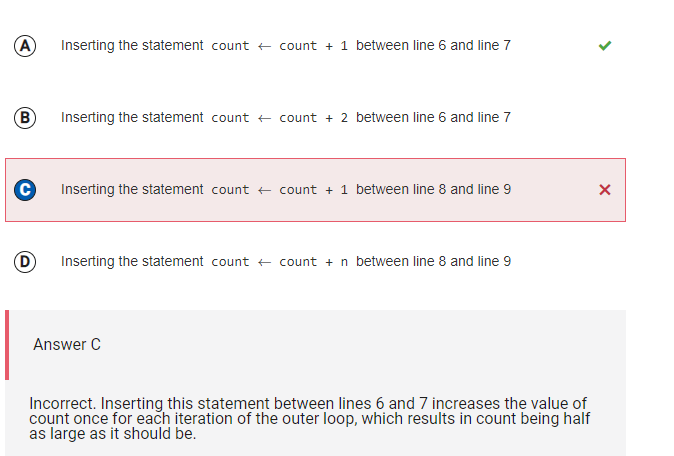 A Inserting the statement count ← count + 1 between line 6 and line 7
B Inserting the statement count ← count + 2 between line 6 and line 7
C Inserting the statement count ← count + 1 between line 8 and line 9
D Inserting the statement count ← count + n between line 8 and line 9
Answer C
Incorrect. Inserting this statement between lines 6 and 7 increases the value of
count once for each iteration of the outer loop, which results in count being half
as large as it should be.